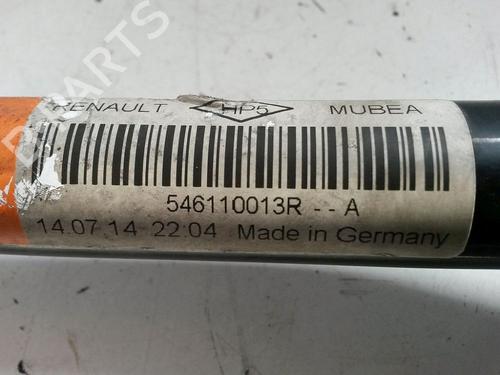 RENAULT HP5 MUBEA
546110013R - - A
14.07.14 22:04 Made in Germany